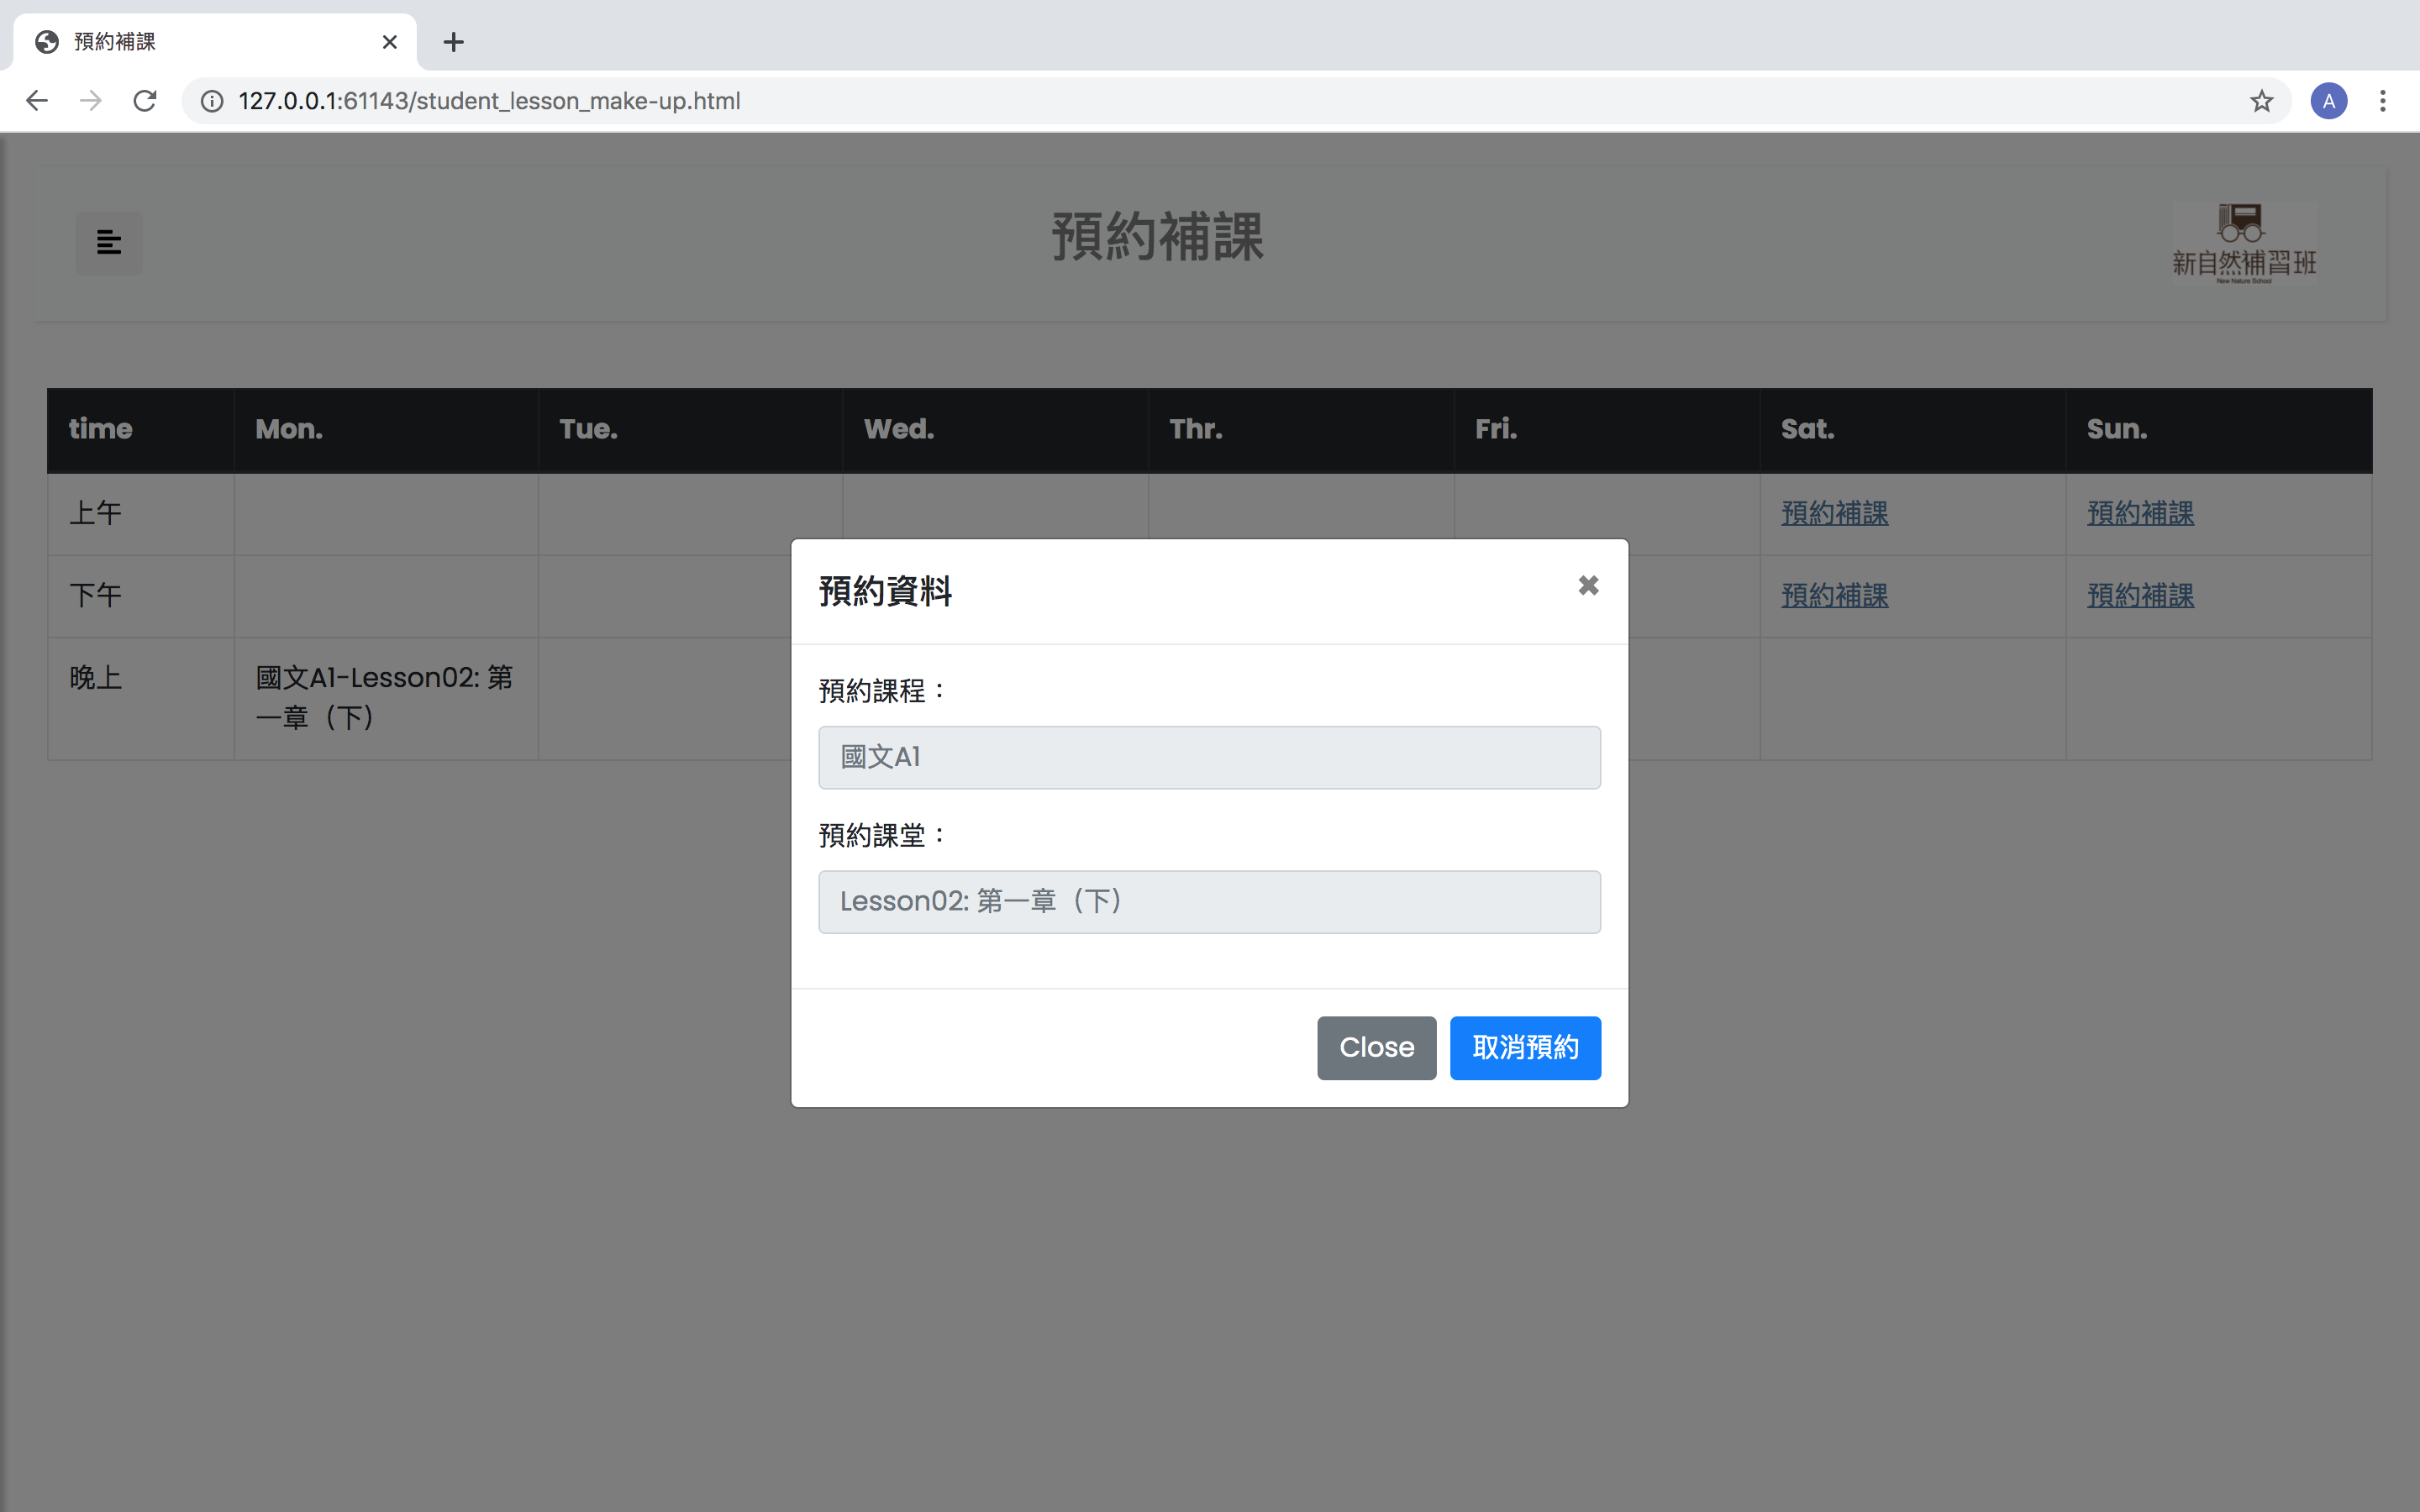 預約補課
127.0.0.1:61143/student_lesson_make-up.html
A
預約補課
新自然補習班
New Nature School
time Mon. Tue. Wed. Thr. Fri. Sat. Sun.
上午 預約補課 預約補課
下午 預約補課 預約補課
晚上 國文A1-Lesson02: 第
一章（下）
預約資料
預約課程：
國文A1
預約課堂：
Lesson02: 第一章（下）
Close 取消預約